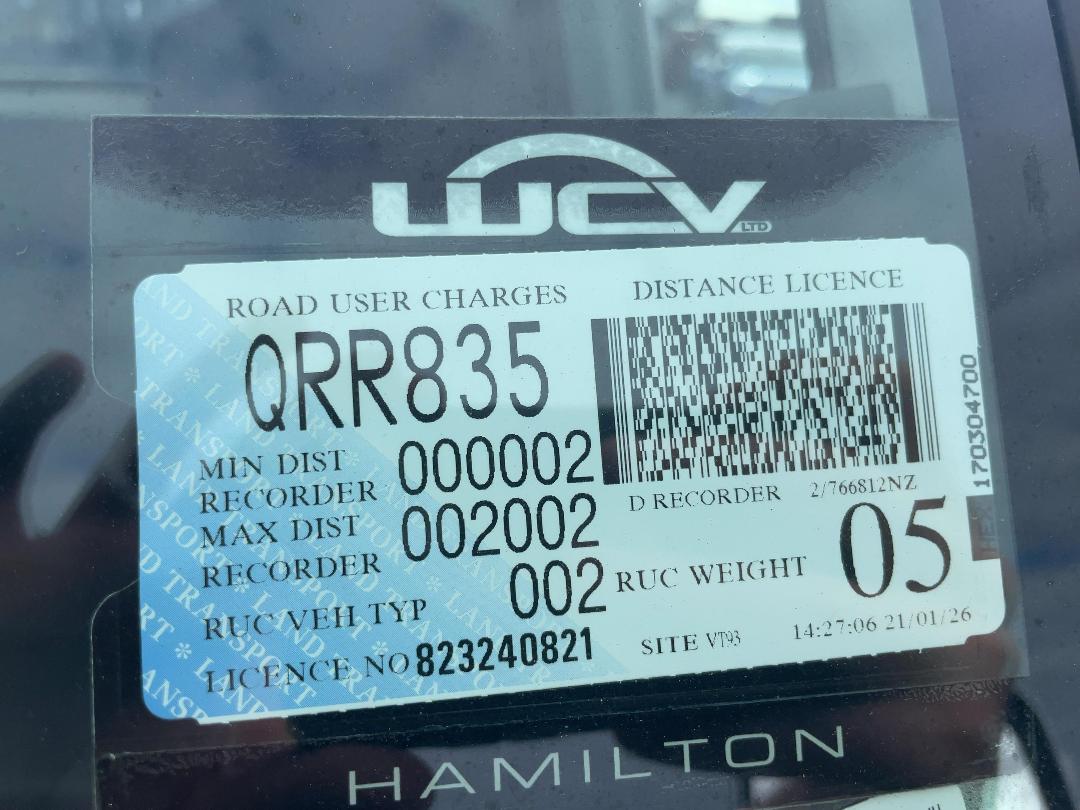 WCV LTD
ROAD USER CHARGES
DISTANCE LICENCE
QRR835
MIN DIST
RECORDER 000002
MAX DIST
RECORDER 002002
RUC VEH TYP 002
LICENCE NO 823240821
D RECORDER 2/766812NZ
RUC WEIGHT 05
SITE VT93 14:27:06 21/01/26
170304700
HAMILTON